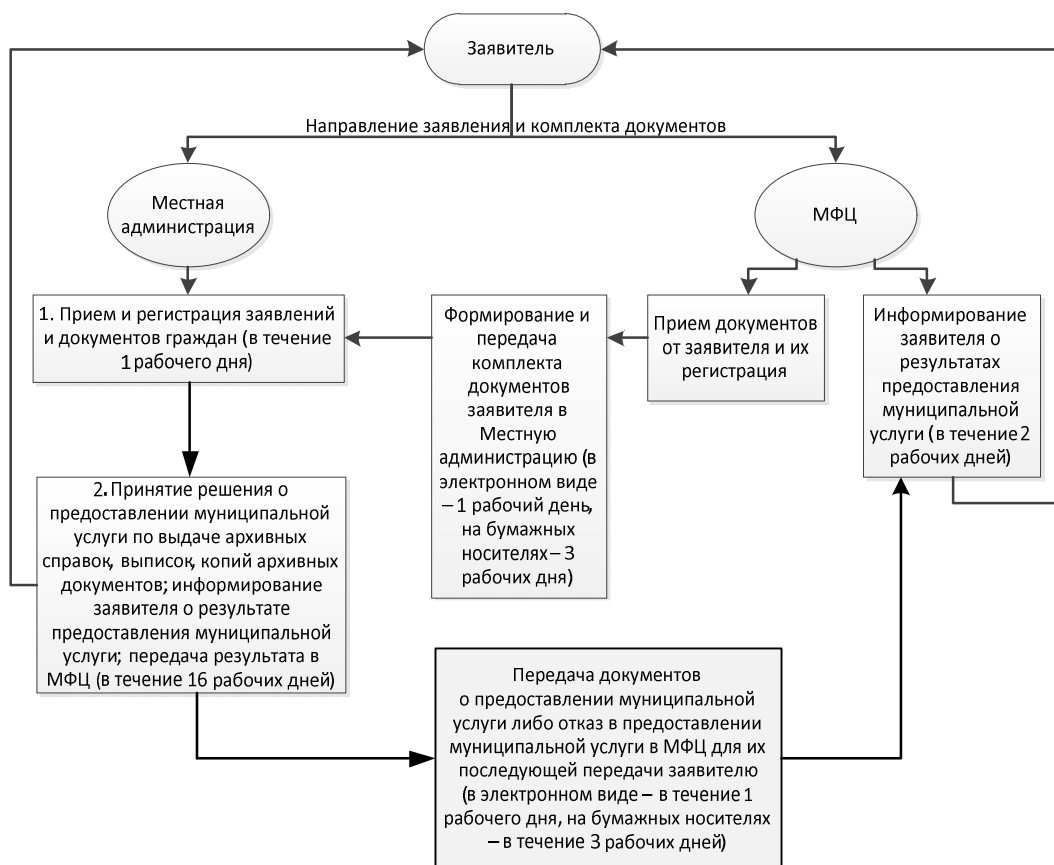 Заявитель
Направление заявления и комплекта документов
Местная
администрация
МФЦ
1. Прием и регистрация заявлений
и документов граждан (в течение
1 рабочего дня)
Формирование и
передача
комплекта
документов
заявителя в
Местную
администрацию (в
электронном виде
– 1 рабочий день,
на бумажных
носителях – 3
рабочих дня)
Прием документов
от заявителя и их
регистрация
Информирование
заявителя о
результатах
предоставления
муниципальной
услуги (в течение 2
рабочих дней)
2. Принятие решения о
предоставлении муниципальной
услуги по выдаче архивных
справок, выписок, копий архивных
документов; информирование
заявителя о результате
предоставления муниципальной
услуги; передача результата в
МФЦ (в течение 16 рабочих дней)
Передача документов
о предоставлении муниципальной
услуги либо отказ в предоставлении
муниципальной услуги в МФЦ для их
последующей передачи заявителю
(в электронном виде – в течение 1
рабочего дня, на бумажных носителях
– в течение 3 рабочих дней)